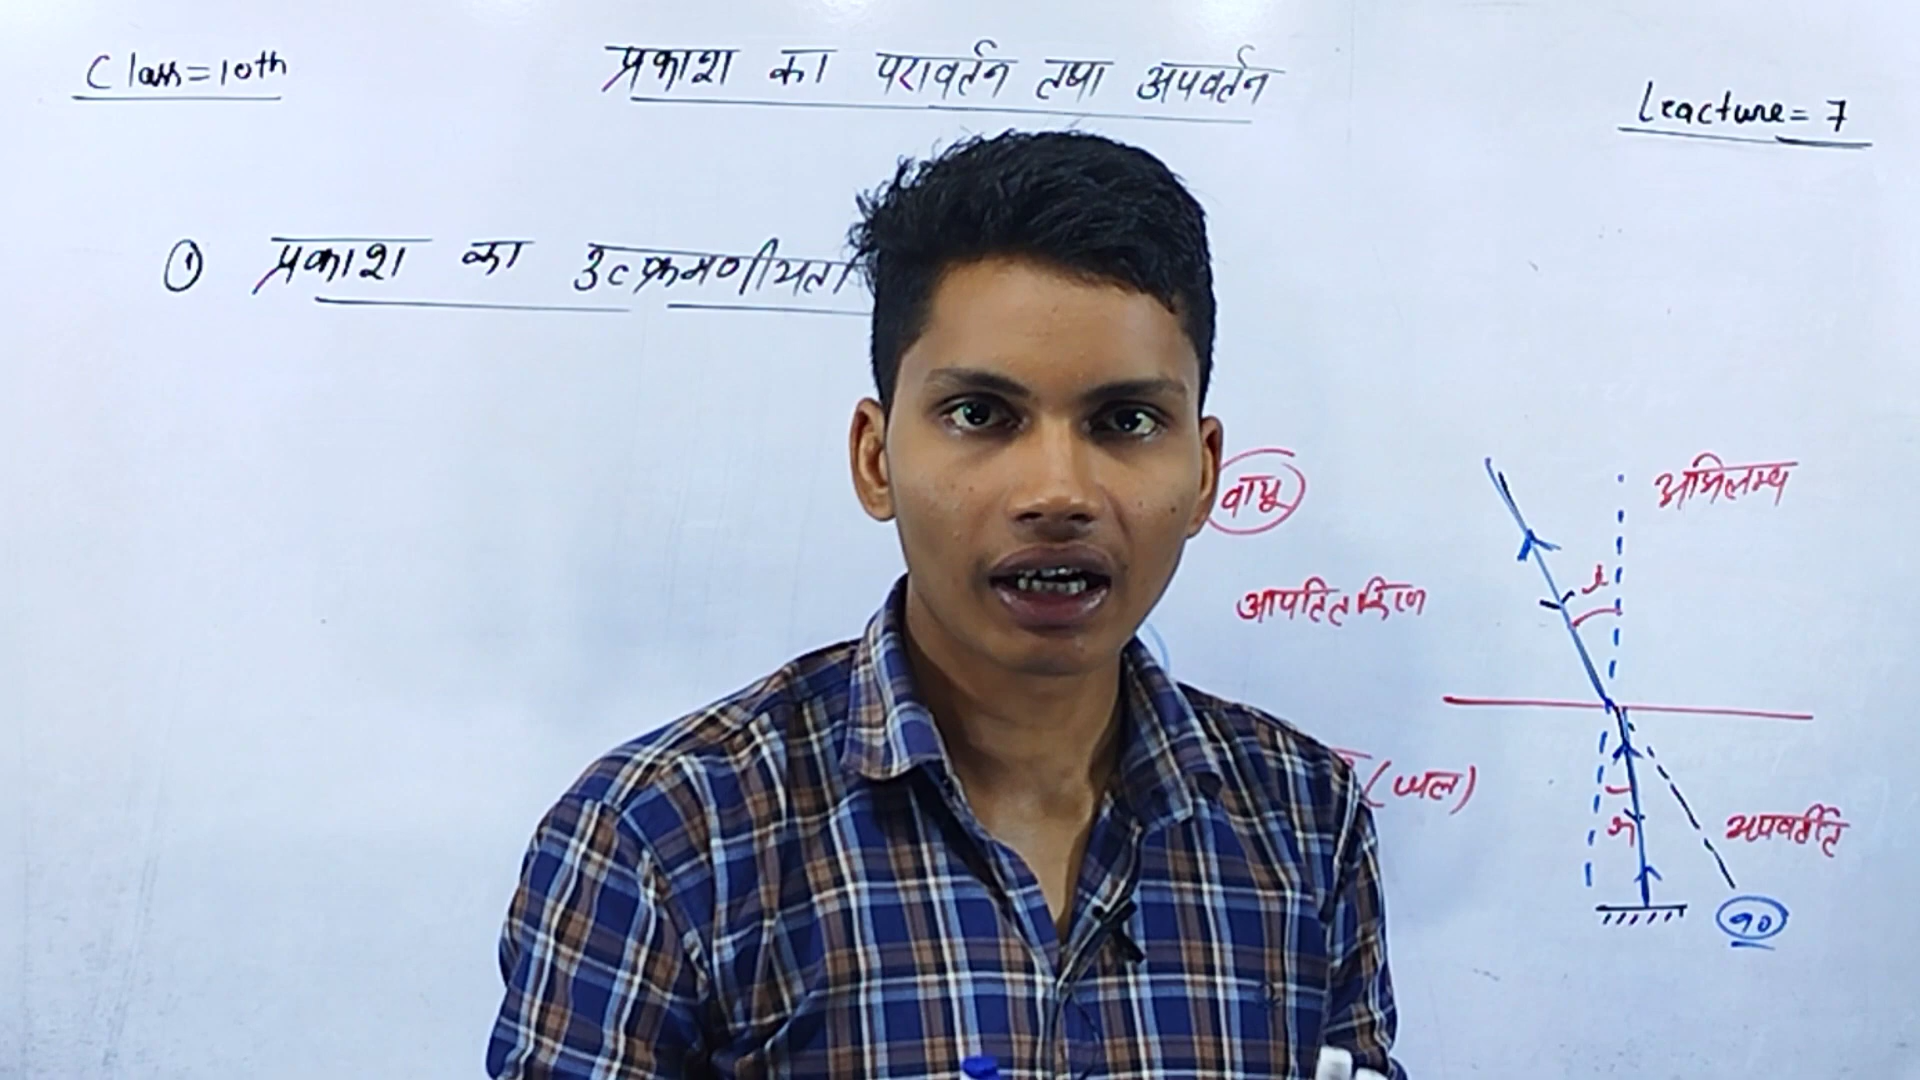 Class=10th
प्रकाश का परावर्तन तथा अपवर्तन
Leacture= 7
① प्रकाश का उत्क्रमणीयता
वायु
अभिलम्ब
i
आपतित किरण
(जल)
r
अपवर्तित
90